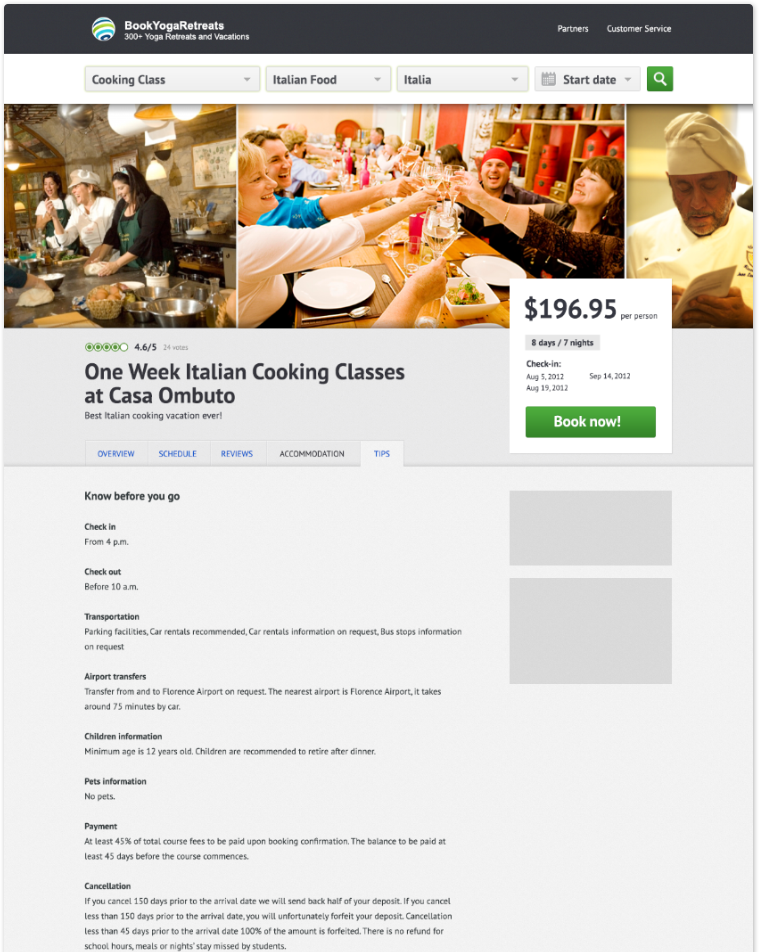 BookYogaRetreats
300+ Yoga Retreats and Vacations
Partners
Customer Service
Cooking Class
Italian Food
Italia
Start date
$196.95 per person
8 days / 7 nights
Check-in:
Aug 5, 2012
Sep 14, 2012
Aug 19, 2012
Book now!
4.6/5 24 votes
One Week Italian Cooking Classes
at Casa Ombuto
Best Italian cooking vacation ever!
OVERVIEW
SCHEDULE
REVIEWS
ACCOMMODATION
TIPS
Know before you go
Check in
From 4 p.m.
Check out
Before 10 a.m.
Transportation
Parking facilities, Car rentals recommended, Car rentals information on request, Bus stops information
on request
Airport transfers
Transfer from and to Florence Airport on request. The nearest airport is Florence Airport, it takes
around 75 minutes by car.
Children information
Minimum age is 12 years old. Children are recommended to retire after dinner.
Pets information
No pets.
Payment
At least 45% of total course fees to be paid upon booking confirmation. The balance to be paid at
least 45 days before the course commences.
Cancellation
If you cancel 150 days prior to the arrival date we will send back half of your deposit. If you cancel
less than 150 days prior to the arrival date, you will unfortunately forfeit your deposit. Cancellation
less than 45 days prior to the arrival date 100% of the amount is forfeited. There is no refund for
school hours, meals or nights' stay missed by students.